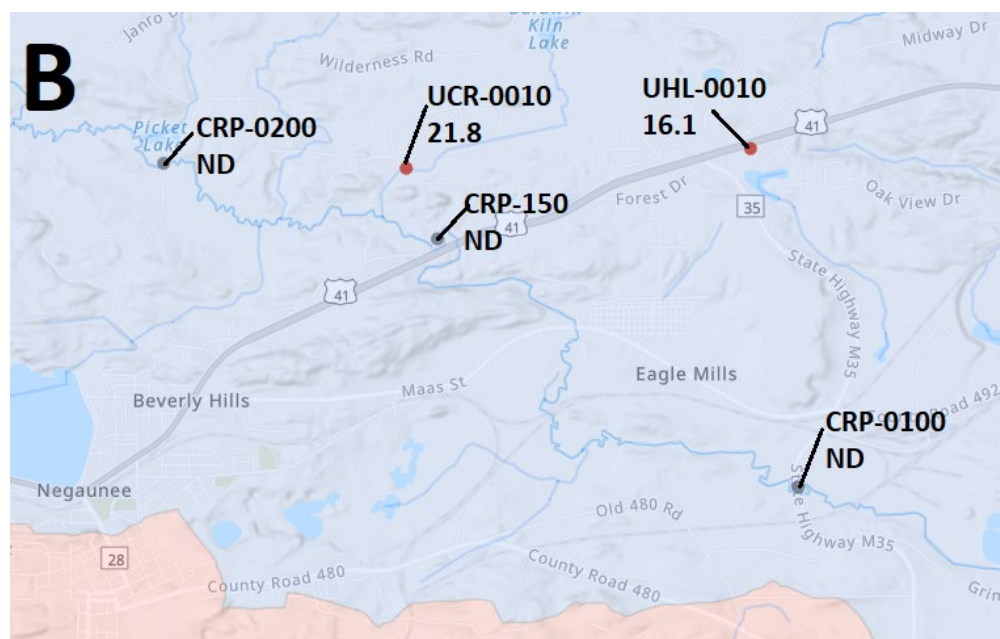 B
Janro D
Baldwin
Kiln
Lake
Midway Dr
Wilderness Rd
UCR-0010
21.8
UHL-0010
16.1
41
CRP-0200
ND
Picket
Lake
CRP-150
ND
41
Forest Dr
35
Oak View Dr
41
State Highway M35
Eagle Mills
Maas St
Beverly Hills
County Road 492
CRP-0100
ND
Negaunee
State Highway M35
Old 480 Rd
28
County Road 480
County Road 480
Grim